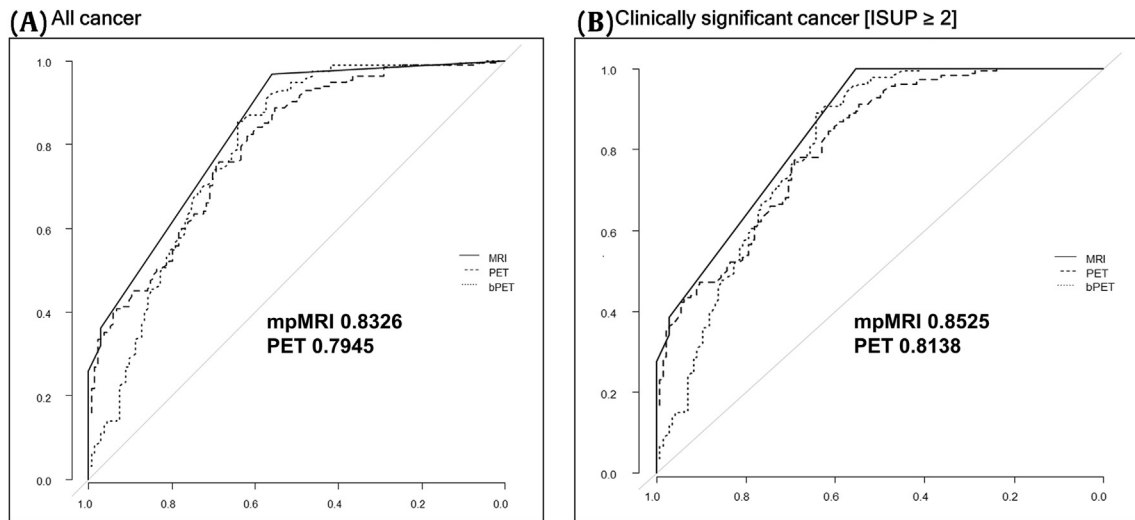 (A) All cancer
1.0
0.8
0.6
0.4
0.2
0.0
1.0 0.8 0.6 0.4 0.2 0.0
MRI
PET
bPET
mpMRI 0.8326
PET 0.7945
(B) Clinically significant cancer [ISUP ≥ 2]
1.0
0.8
0.6
0.4
0.2
0.0
1.0 0.8 0.6 0.4 0.2 0.0
MRI
PET
bPET
mpMRI 0.8525
PET 0.8138